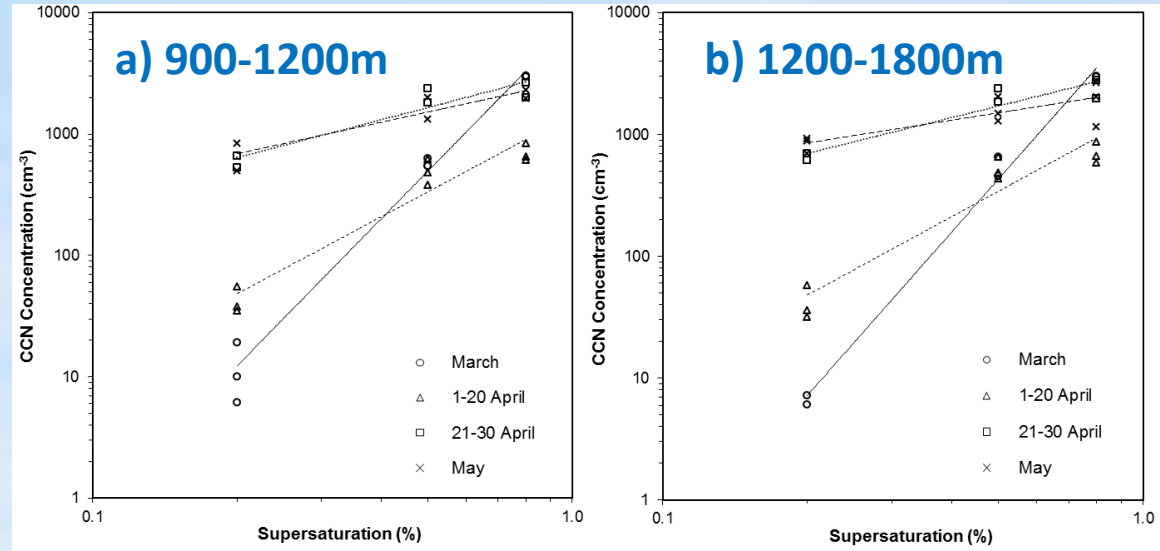 a) 900-1200m
10000
1000
100
10
1
0.1
1.0
CCN Concentration (cm-3)
Supersaturation (%)
March
1-20 April
21-30 April
May
b) 1200-1800m
10000
1000
100
10
1
0.1
1.0
CCN Concentration (cm-3)
Supersaturation (%)
March
1-20 April
21-30 April
May